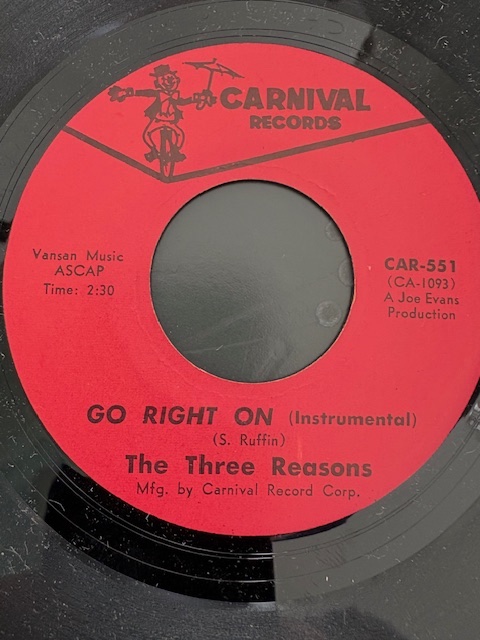 CARNIVAL
RECORDS
Vansan Music
ASCAP
Time: 2:30
CAR-551
(CA-1093)
A Joe Evans
Production
GO RIGHT ON (Instrumental)
(S. Ruffin)
The Three Reasons
Mfg. by Carnival Record Corp.